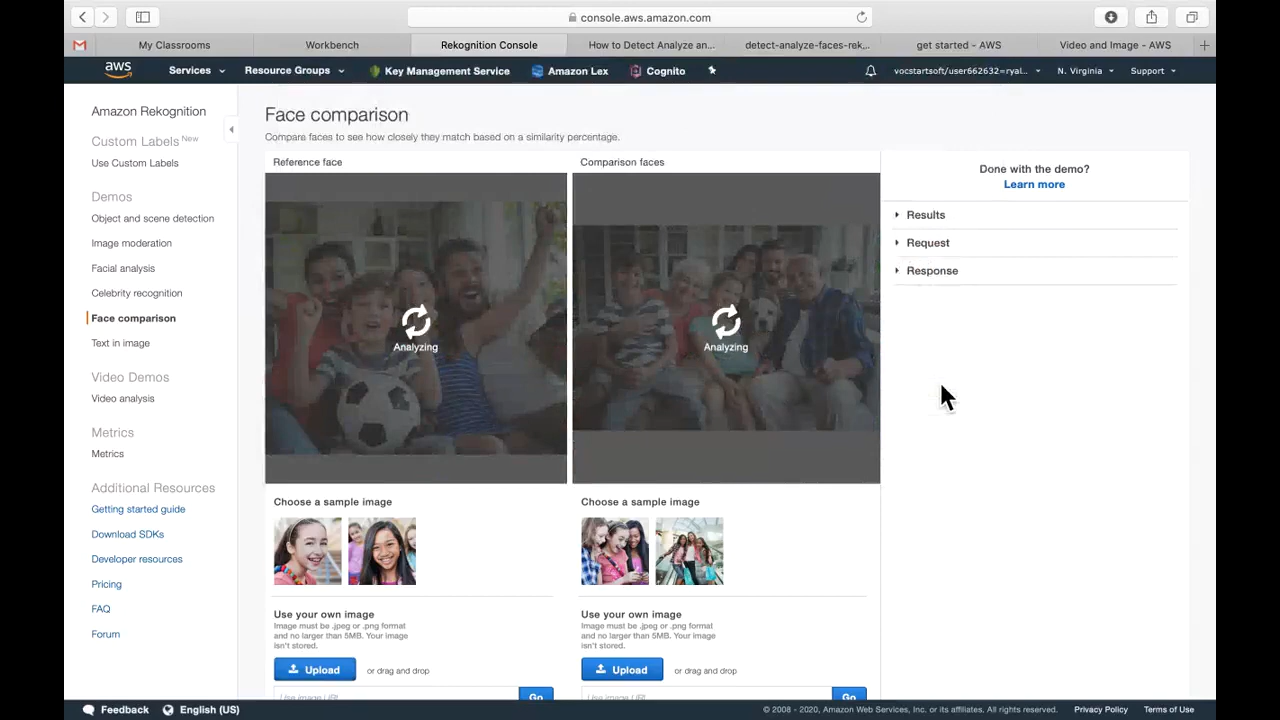 console.aws.amazon.com
My Classrooms
Workbench
Rekognition Console
How to Detect Analyze an...
detect-analyze-faces-rek...
get started - AWS
Video and Image - AWS
aws
Services
Resource Groups
Key Management Service
Amazon Lex
Cognito
vocstartsoft/user662632=ryal...
N. Virginia
Support
Amazon Rekognition
Custom Labels New
Use Custom Labels
Demos
Object and scene detection
Image moderation
Facial analysis
Celebrity recognition
Face comparison
Text in image
Video Demos
Video analysis
Metrics
Metrics
Additional Resources
Getting started guide
Download SDKs
Developer resources
Pricing
FAQ
Forum
Face comparison
Compare faces to see how closely they match based on a similarity percentage.
Reference face
Analyzing
Choose a sample image
Use your own image
Image must be .jpeg or .png format
and no larger than 5MB. Your image
isn't stored.
Upload
or drag and drop
Use image URL
Go
Comparison faces
Analyzing
Choose a sample image
Use your own image
Image must be .jpeg or .png format
and no larger than 5MB. Your image
isn't stored.
Upload
or drag and drop
Use image URL
Go
Done with the demo?
Learn more
Results
Request
Response
Feedback
English (US)
© 2008 - 2020, Amazon Web Services, Inc. or its affiliates. All rights reserved.
Privacy Policy
Terms of Use